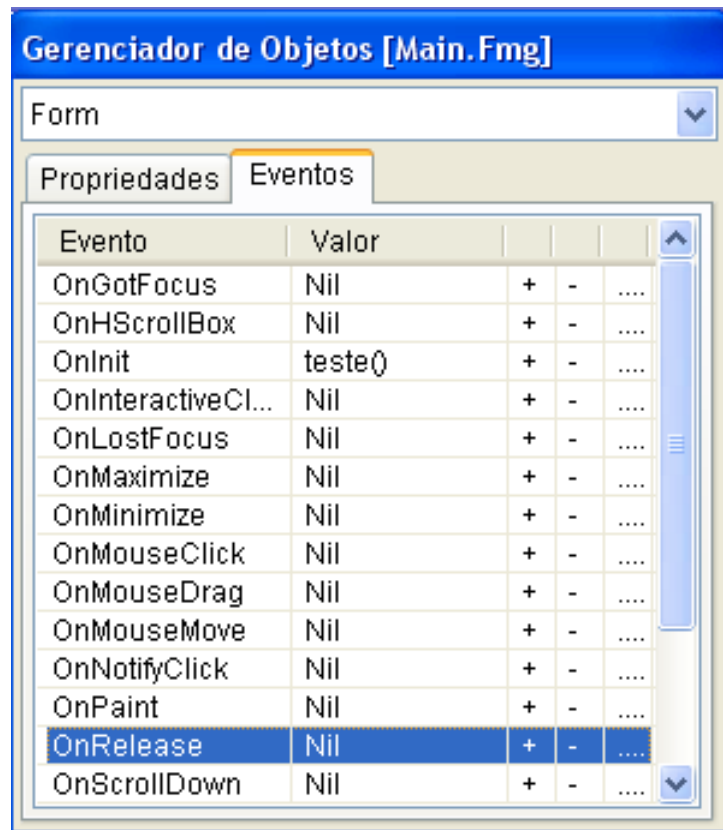 Gerenciador de Objetos [Main.Fmg]
Form
Propriedades Eventos
Evento Valor
OnGotFocus Nil + - ....
OnHScrollBox Nil + - ....
OnInit teste() + - ....
OnInteractiveCl... Nil + - ....
OnLostFocus Nil + - ....
OnMaximize Nil + - ....
OnMinimize Nil + - ....
OnMouseClick Nil + - ....
OnMouseDrag Nil + - ....
OnMouseMove Nil + - ....
OnNotifyClick Nil + - ....
OnPaint Nil + - ....
OnRelease Nil + - ....
OnScrollDown Nil + - ....